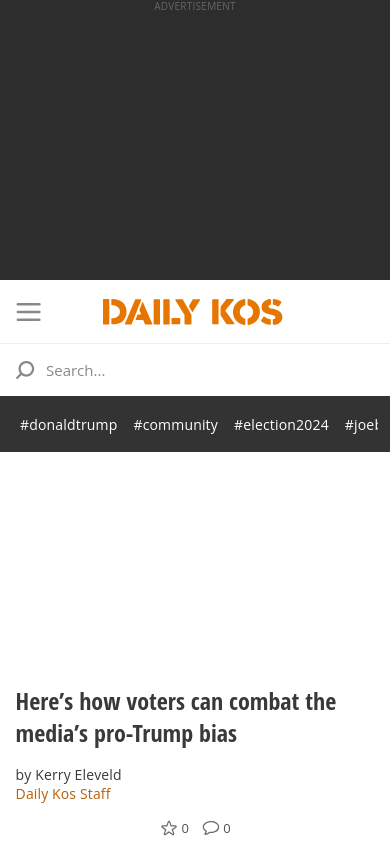 ADVERTISEMENT
DAILY KOS
Search...
#donaldtrump #community #election2024 #joeb
Here’s how voters can combat the
media’s pro-Trump bias
by Kerry Eleveld
Daily Kos Staff
0 0